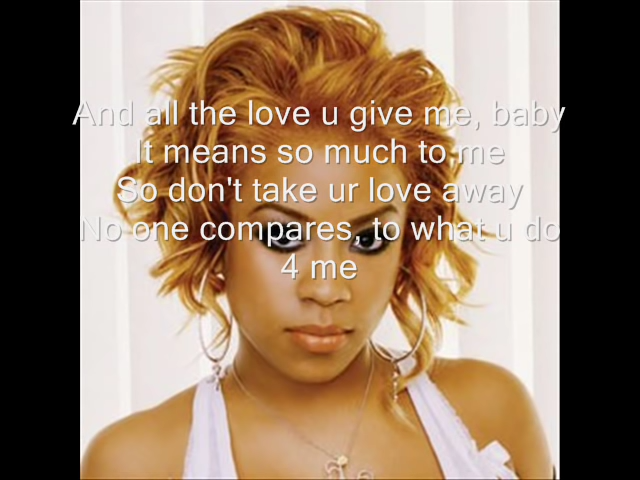 And all the love u give me, baby
It means so much to me
So don't take ur love away
No one compares, to what u do
4 me